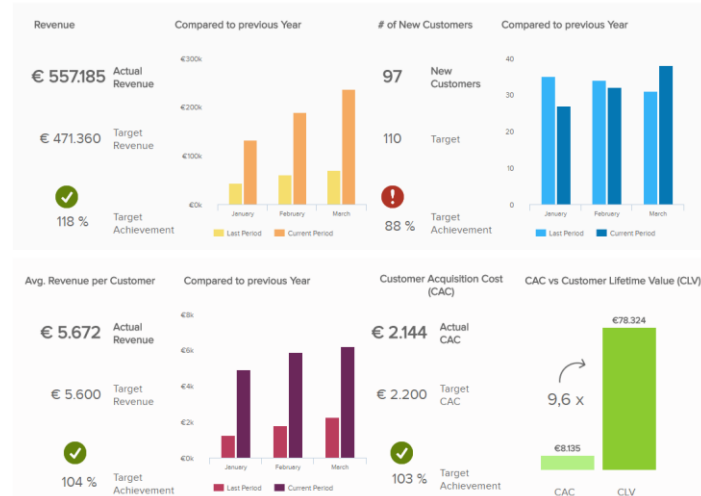 Revenue
Compared to previous Year
# of New Customers
Compared to previous Year
€ 557.185
Actual
Revenue
€300k
€200k
€100k
€0k
January
February
March
Last Period
Current Period
€ 471.360
Target
Revenue
118 %
Target
Achievement
97
New
Customers
110
Target
88 %
Target
Achievement
40
30
20
10
0
January
February
March
Last Period
Current Period
Avg. Revenue per Customer
Compared to previous Year
Customer Acquisition Cost
(CAC)
CAC vs Customer Lifetime Value (CLV)
€ 5.672
Actual
Revenue
€ 5.600
Target
Revenue
104 %
Target
Achievement
€8k
€6k
€4k
€2k
€0k
January
February
March
Last Period
Current Period
€ 2.144
Actual
CAC
€ 2.200
Target
CAC
103 %
Target
Achievement
€78.324
9,6 x
€8.135
CAC
CLV